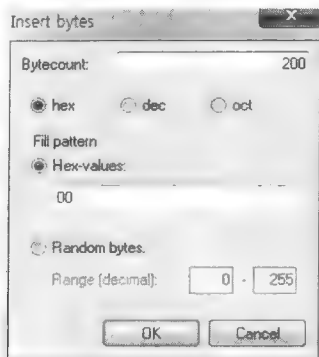 Insert bytes
Bytecount: 200
hex dec oct
Fill pattern
Hex-values:
00
Random bytes.
Range (decimal): 0 - 255
OK Cancel